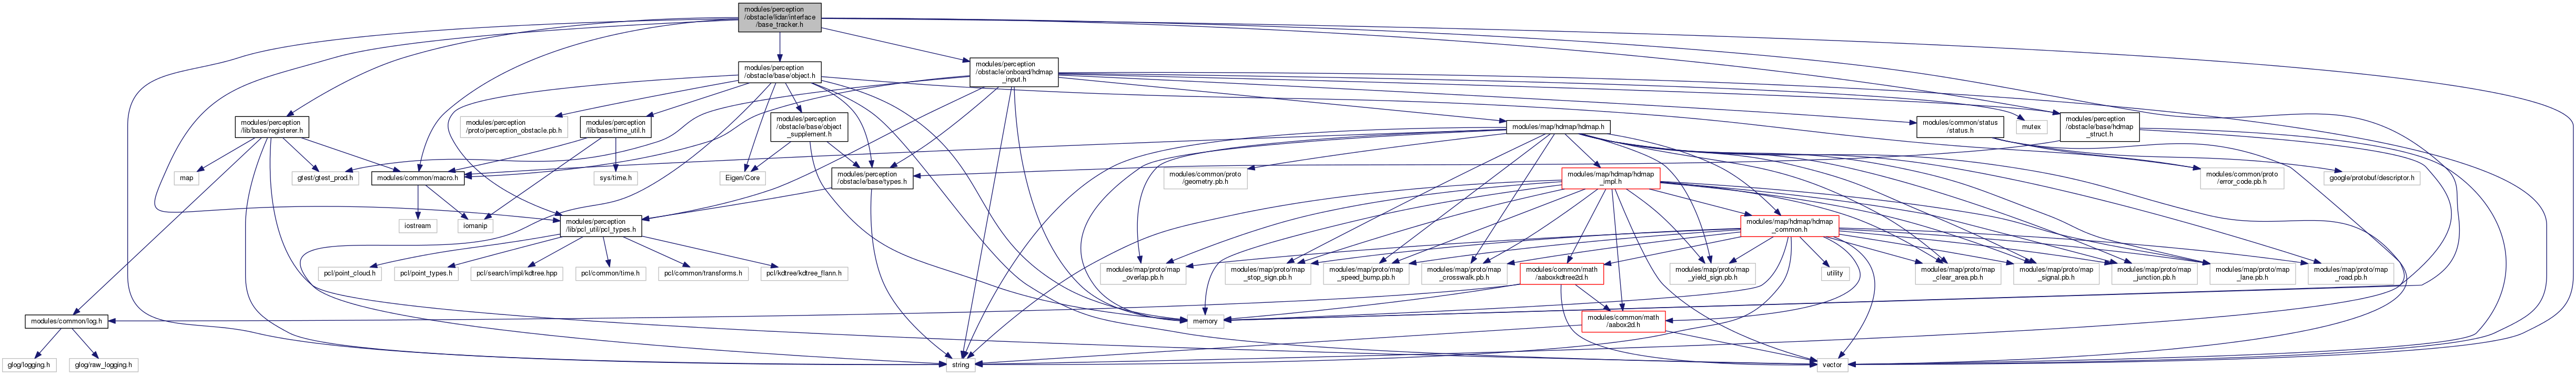 modules/perception
/obstacle/lidar/interface
/base_tracker.h
modules/perception
/obstacle/base/object.h
modules/perception
/obstacle/onboard/hdmap
_input.h
modules/perception
/lib/base/registerer.h
modules/perception
/proto/perception_obstacle.pb.h
modules/perception
/lib/base/time_util.h
modules/perception
/obstacle/base/object
_supplement.h
modules/map/hdmap/hdmap.h
modules/common/status
/status.h
mutex
modules/perception
/obstacle/base/hdmap
_struct.h
map
gtest/gtest_prod.h
modules/common/macro.h
sys/time.h
Eigen/Core
modules/perception
/obstacle/base/types.h
modules/common/proto
/geometry.pb.h
modules/map/hdmap/hdmap
_impl.h
modules/common/proto
/error_code.pb.h
google/protobuf/descriptor.h
iostream
iomanip
modules/perception
/lib/pcl_util/pcl_types.h
modules/map/hdmap/hdmap
_common.h
pcl/point_cloud.h
pcl/point_types.h
pcl/search/impl/kdtree.hpp
pcl/common/time.h
pcl/common/transforms.h
pcl/kdtree/kdtree_flann.h
modules/map/proto/map
_overlap.pb.h
modules/map/proto/map
_stop_sign.pb.h
modules/map/proto/map
_speed_bump.pb.h
modules/map/proto/map
_crosswalk.pb.h
modules/common/math
/aaboxkdtree2d.h
modules/map/proto/map
_yield_sign.pb.h
utility
modules/map/proto/map
_clear_area.pb.h
modules/map/proto/map
_signal.pb.h
modules/map/proto/map
_junction.pb.h
modules/map/proto/map
_lane.pb.h
modules/map/proto/map
_road.pb.h
modules/common/log.h
memory
modules/common/math
/aabox2d.h
glog/logging.h
glog/raw_logging.h
string
vector